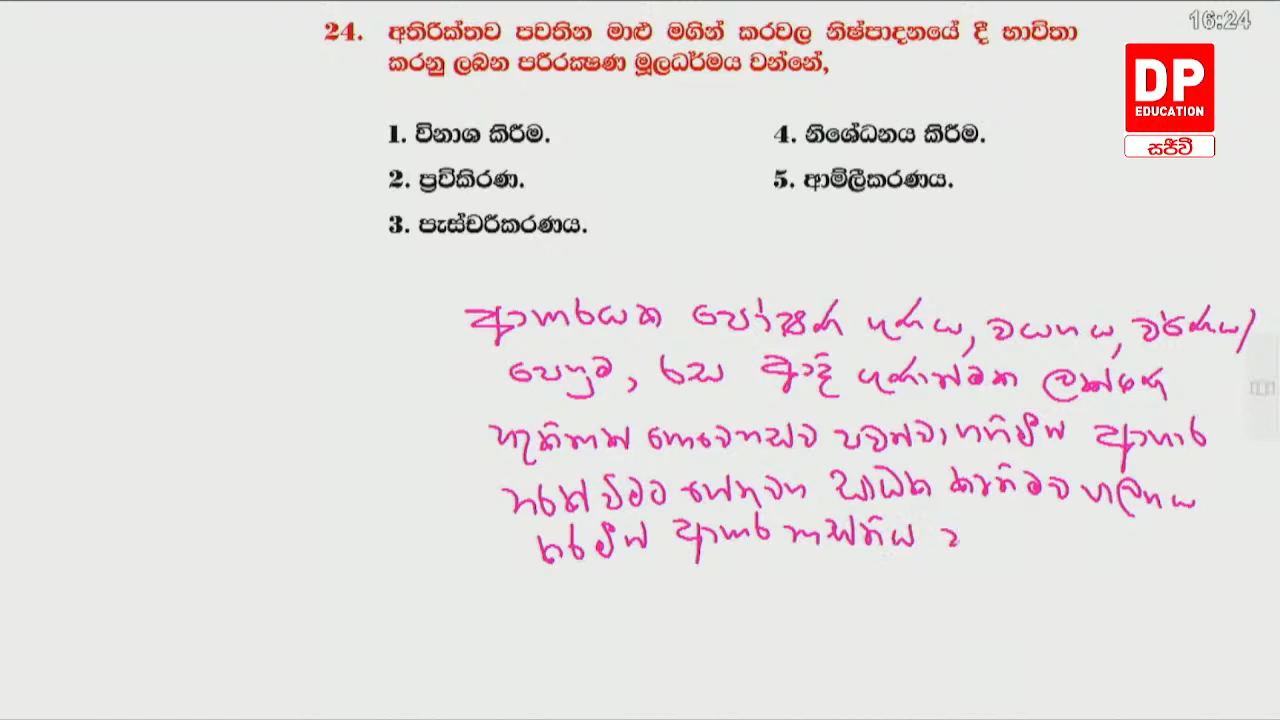 16:24
24. අතිරික්තව පවතින මාළු මගින් කරවල නිෂ්පාදනයේ දී භාවිතා
කරනු ලබන පරිරක්‍ෂණ මූලධර්මය වන්නේ,
DP
EDUCATION
සජීවී
1. විනාශ කිරීම.
4. නිශේධනය කිරීම.
2. ප්‍රවිකිරණ.
5. ආම්ලීකරණය.
3. පැස්චරීකරණය.
ආහාරයක පෝෂණ ගුණය, වයනය, වර්ණය/
පෙනුම, රස ආදී ගුණාත්මක ලක්ෂණ
හැකිතාක් නොවෙනස්ව පවත්වා ගනිමින් ආහාර
නරක් වීමට හේතුවන සාධක කෘතිමව පාලනය
කරමින් ආහාර